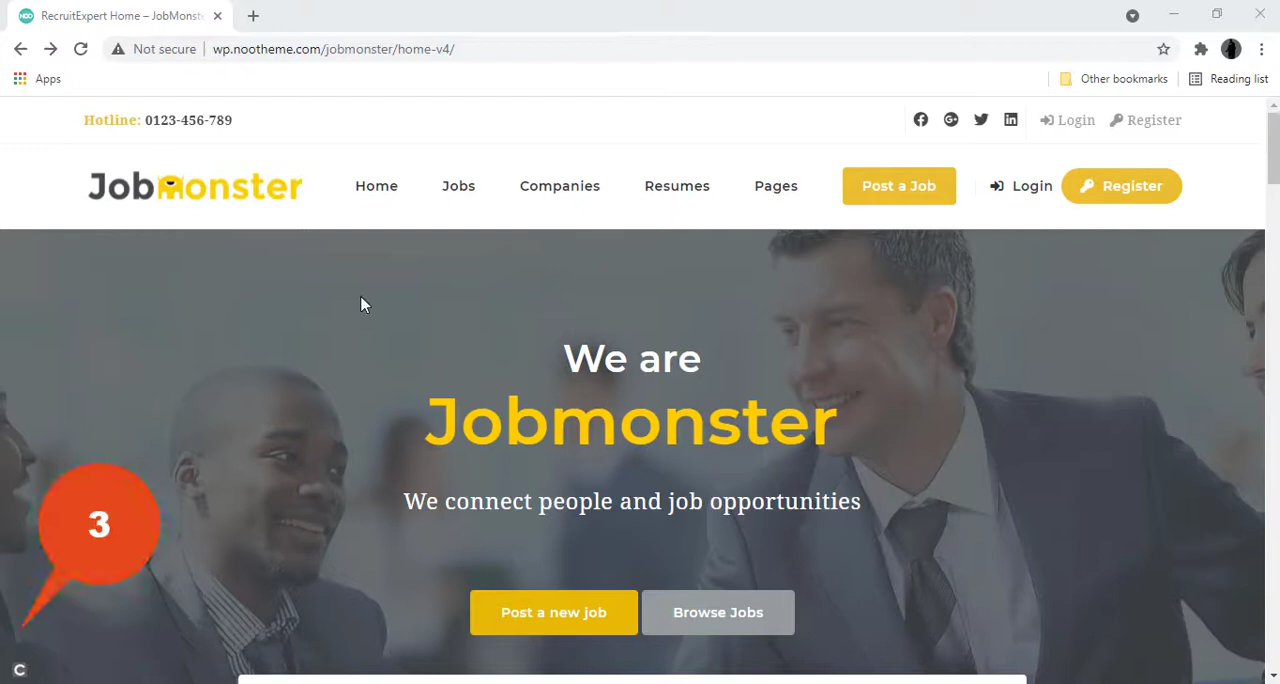 RecruitExpert Home – JobMonst
Not secure
wp.nootheme.com/jobmonster/home-v4/
Apps
Other bookmarks
Reading list
Hotline: 0123-456-789
Login
Register
Jobmonster
Home
Jobs
Companies
Resumes
Pages
Post a Job
Login
Register
We are
Jobmonster
We connect people and job opportunities
3
Post a new job
Browse Jobs
C